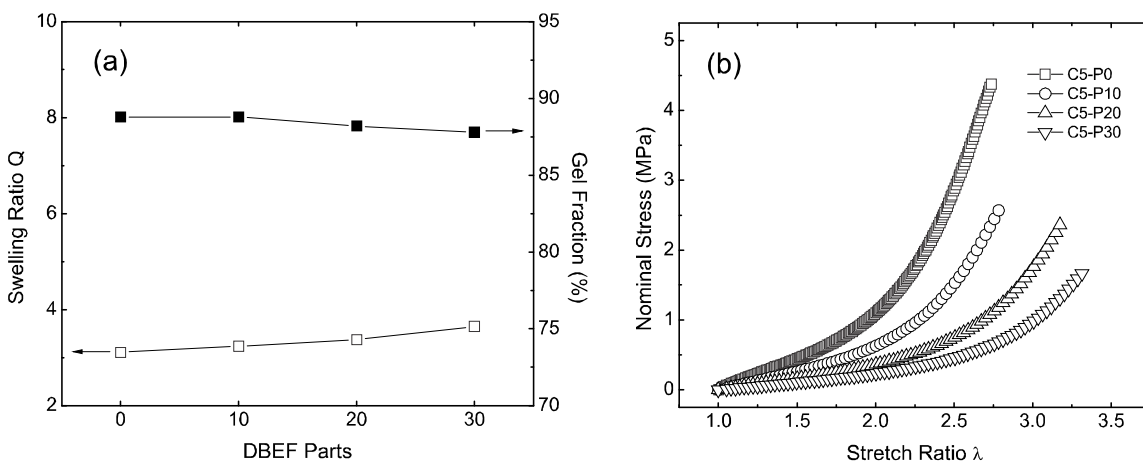 (a)
10
8
6
4
2
Swelling Ratio Q
95
90
85
80
75
70
Gel Fraction (%)
0 10 20 30
DBEF Parts
(b)
5
4
3
2
1
0
Nominal Stress (MPa)
C5-P0
C5-P10
C5-P20
C5-P30
1.0 1.5 2.0 2.5 3.0 3.5
Stretch Ratio λ